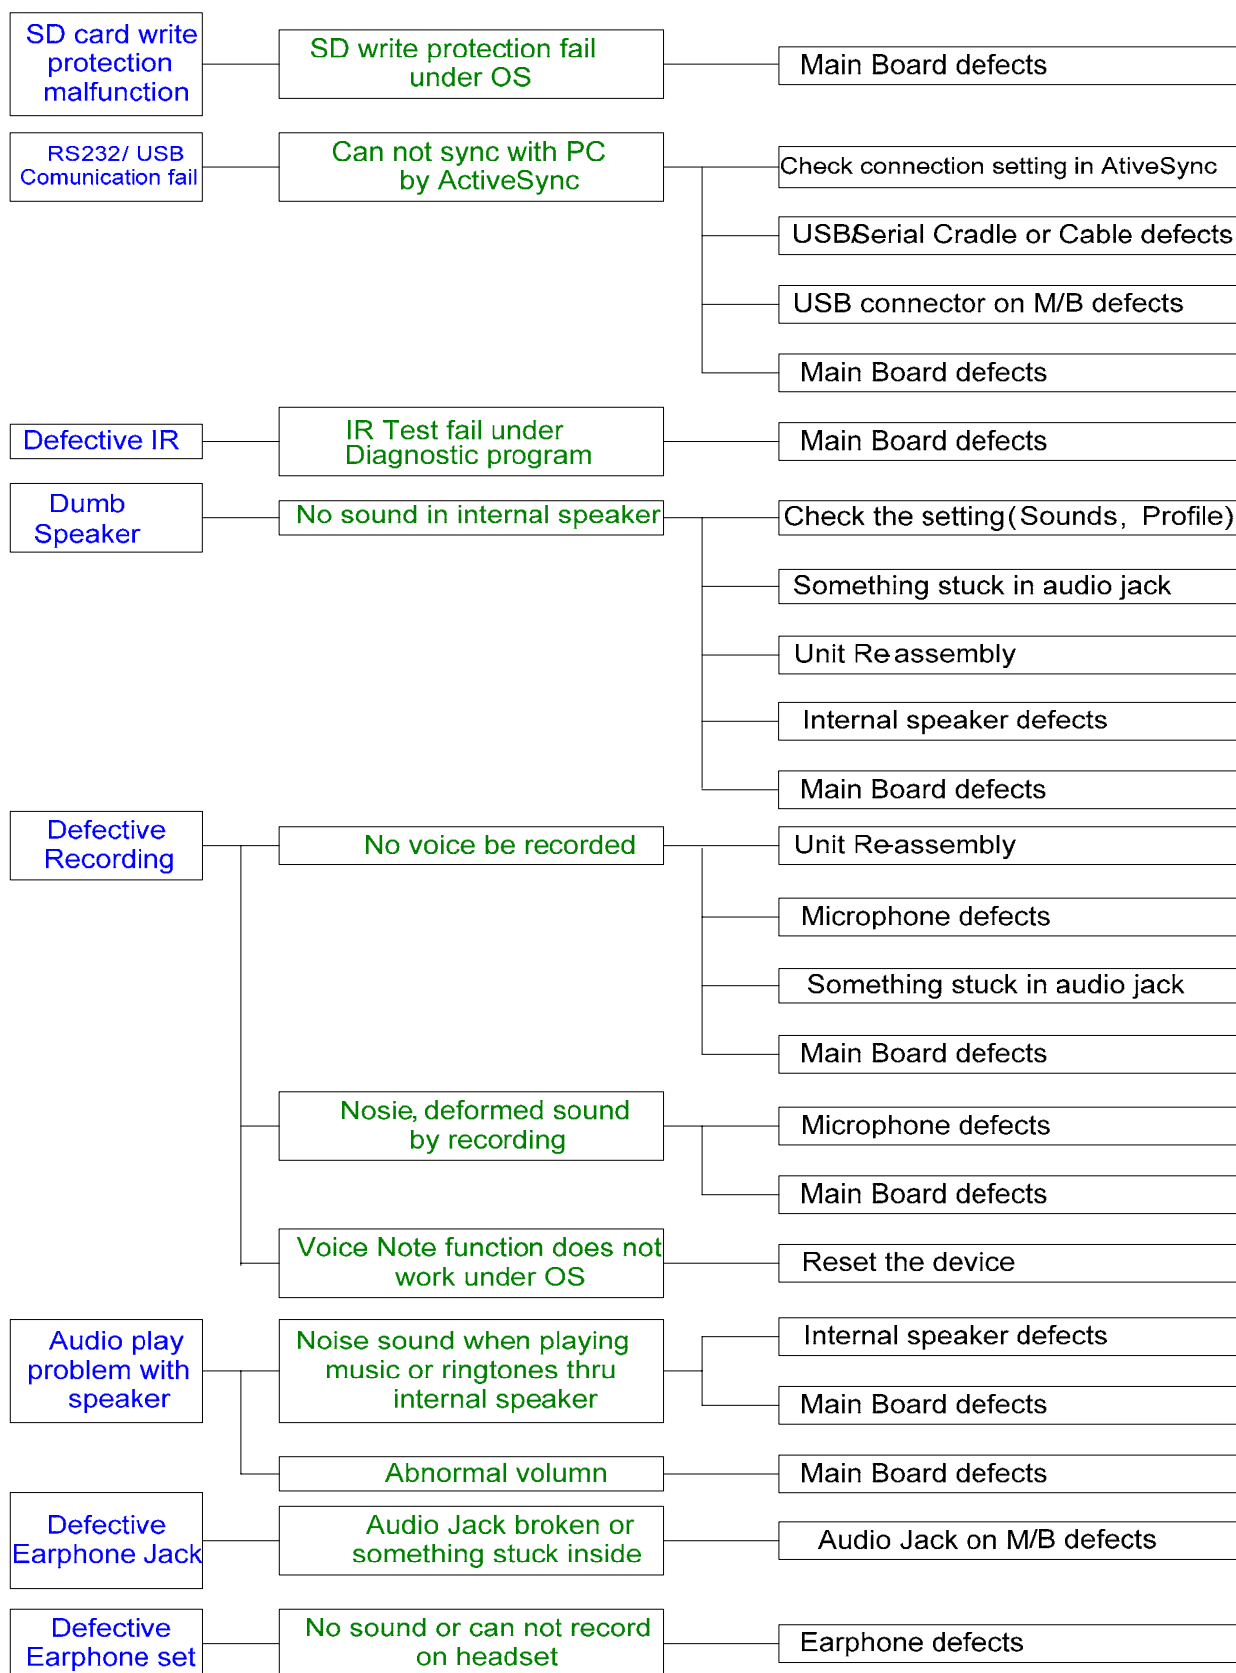 SD card write
protection
malfunction
SD write protection fail
under OS
Main Board defects
RS232/ USB
Comunication fail
Can not sync with PC
by ActiveSync
Check connection setting in AtiveSync
USB/Serial Cradle or Cable defects
USB connector on M/B defects
Main Board defects
Defective IR
IR Test fail under
Diagnostic program
Main Board defects
Dumb
Speaker
No sound in internal speaker
Check the setting(Sounds, Profile)
Something stuck in audio jack
Unit Re-assembly
Internal speaker defects
Main Board defects
Defective
Recording
No voice be recorded
Unit Re-assembly
Microphone defects
Something stuck in audio jack
Main Board defects
Nosie, deformed sound
by recording
Microphone defects
Main Board defects
Voice Note function does not
work under OS
Reset the device
Audio play
problem with
speaker
Noise sound when playing
music or ringtones thru
internal speaker
Internal speaker defects
Main Board defects
Abnormal volumn
Main Board defects
Defective
Earphone Jack
Audio Jack broken or
something stuck inside
Audio Jack on M/B defects
Defective
Earphone set
No sound or can not record
on headset
Earphone defects